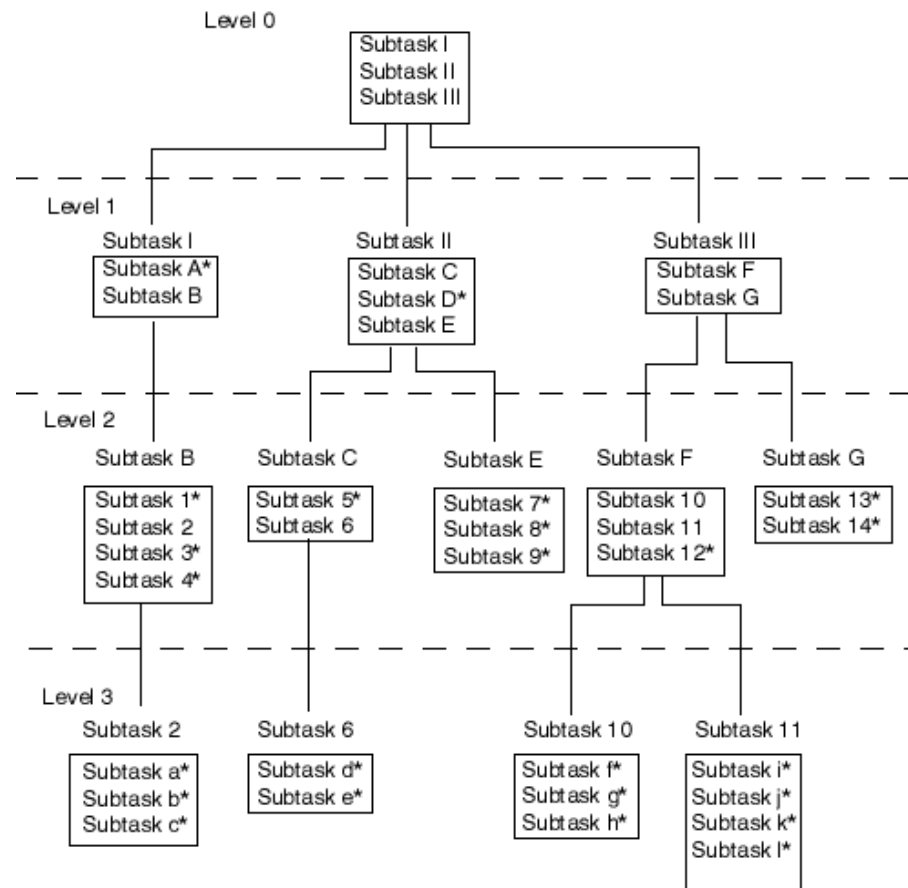 Level 0
Subtask I
Subtask II
Subtask III
Level 1
Subtask I
Subtask A*
Subtask B
Subtask II
Subtask C
Subtask D*
Subtask E
Subtask III
Subtask F
Subtask G
Level 2
Subtask B
Subtask 1*
Subtask 2
Subtask 3*
Subtask 4*
Subtask C
Subtask 5*
Subtask 6
Subtask E
Subtask 7*
Subtask 8*
Subtask 9*
Subtask F
Subtask 10
Subtask 11
Subtask 12*
Subtask G
Subtask 13*
Subtask 14*
Level 3
Subtask 2
Subtask a*
Subtask b*
Subtask c*
Subtask 6
Subtask d*
Subtask e*
Subtask 10
Subtask f*
Subtask g*
Subtask h*
Subtask 11
Subtask i*
Subtask j*
Subtask k*
Subtask l*